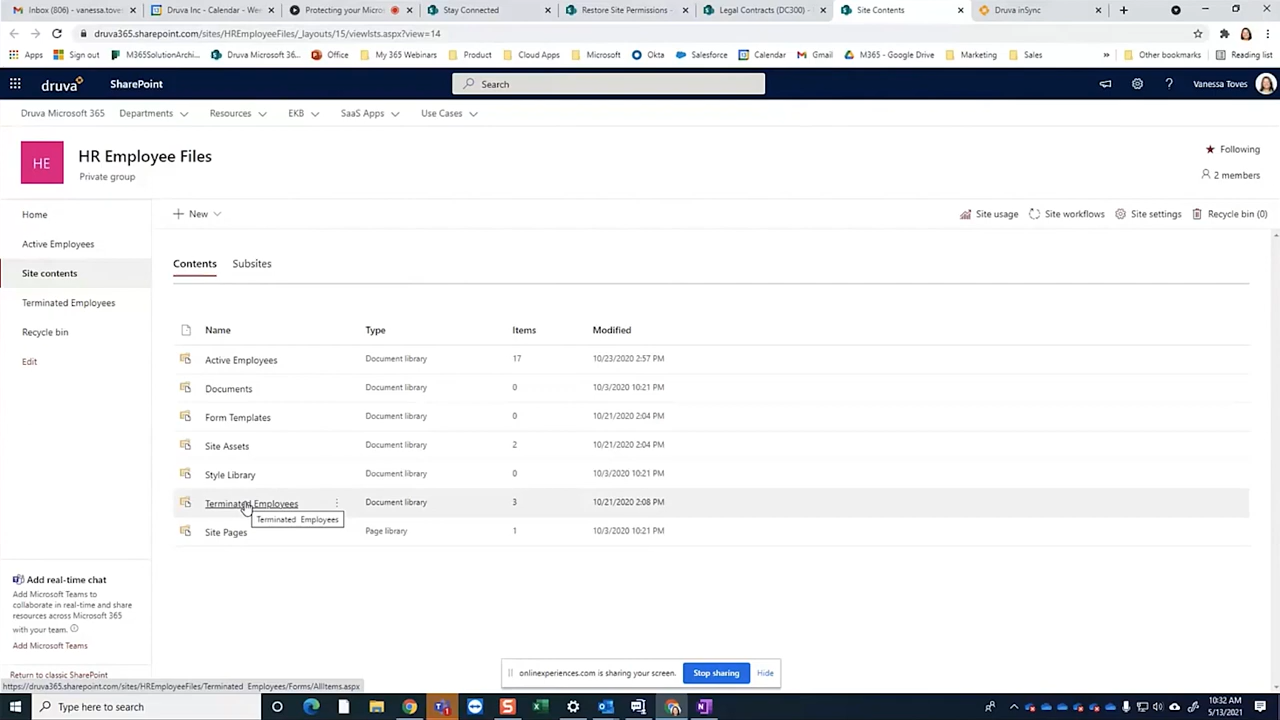 Inbox (6) - vanessa.tove
Druva Inc - Calendar - We
Protecting your Micro
Stay Connected
Restore Site Permissions -
Legal Contracts (DC300) -
Site Contents
Druva inSync
druva365.sharepoint.com/sites/HREmployeeFiles/_layouts/15/viewlsts.aspx?view=14
Apps Sign out M365SolutionArchi... Druva Microsoft 36... Office My 365 Webinars Product Cloud Apps Microsoft Okta Salesforce Calendar Gmail M365 - Google Drive Marketing Sales » Other bookmarks Reading list
druva SharePoint Search ? Vanessa Toves
Druva Microsoft 365 Departments Resources EKB SaaS Apps Use Cases
HE
HR Employee Files
Private group
Following
2 members
Home
Active Employees
Site contents
Terminated Employees
Recycle bin
Edit
+ New Site usage Site workflows Site settings Recycle bin (0)
Contents Subsites
Name Type Items Modified
Active Employees Document library 17 10/23/2020 2:57 PM
Documents Document library 0 10/3/2020 10:21 PM
Form Templates Document library 0 10/21/2020 2:04 PM
Site Assets Document library 2 10/21/2020 2:04 PM
Style Library Document library 0 10/3/2020 10:21 PM
Terminated Employees Document library 3 10/21/2020 2:08 PM
Terminated Employees
Site Pages Page library 1 10/3/2020 10:21 PM
Add real-time chat
Add Microsoft Teams to
collaborate in real-time and share
resources across Microsoft 365
with your team.
Add Microsoft Teams
Return to classic SharePoint
onlinexperiences.com is sharing your screen. Stop sharing Hide
https://druva365.sharepoint.com/sites/HREmployeeFiles/Terminated Employees/Forms/AllItems.aspx
Type here to search
10:32 AM
5/13/2021